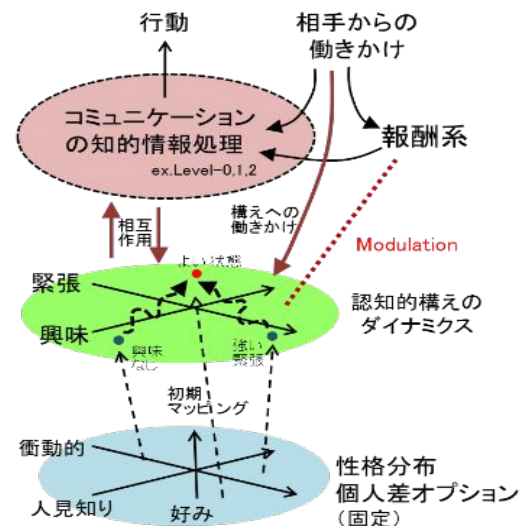 行動
相手からの
働きかけ
コミュニケーション
の知的情報処理
ex.Level-0,1,2
報酬系
相互
作用
構えへの
働きかけ
Modulation
よい状態
緊張
興味
興味
なし
強い
緊張
認知的構えの
ダイナミクス
初期
マッピング
衝動的
人見知り
好み
性格分布
個人差オプション
(固定)